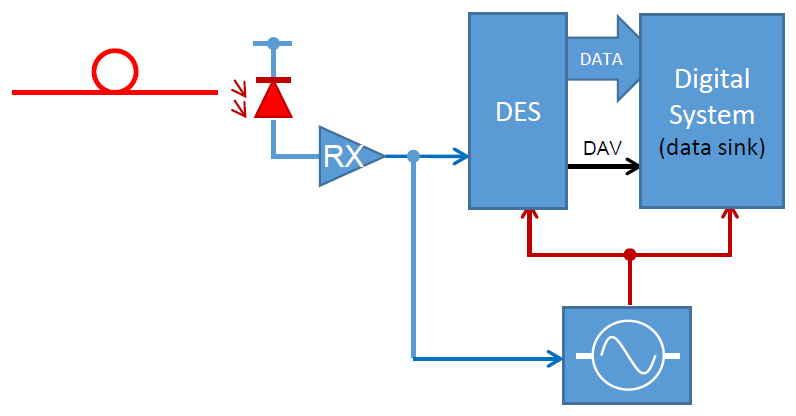 DATA
Digital
System
(data sink)
DES
DAV
RX